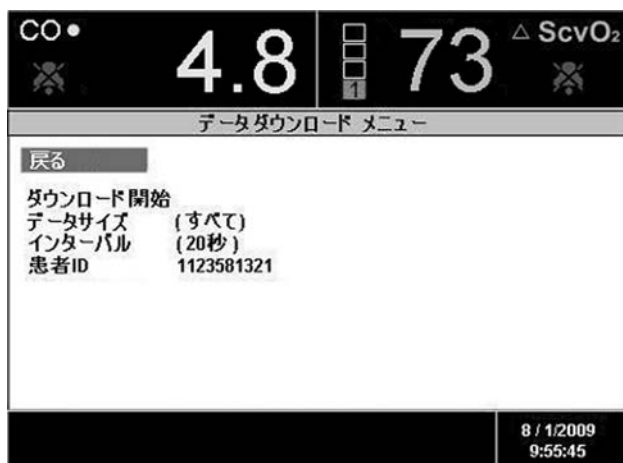 CO
4.8
1
73
△ ScvO₂
データダウンロード メニュー
戻る
ダウンロード開始
データサイズ (すべて)
インターバル (20秒)
患者ID 1123581321
8 / 1/2009
9:55:45